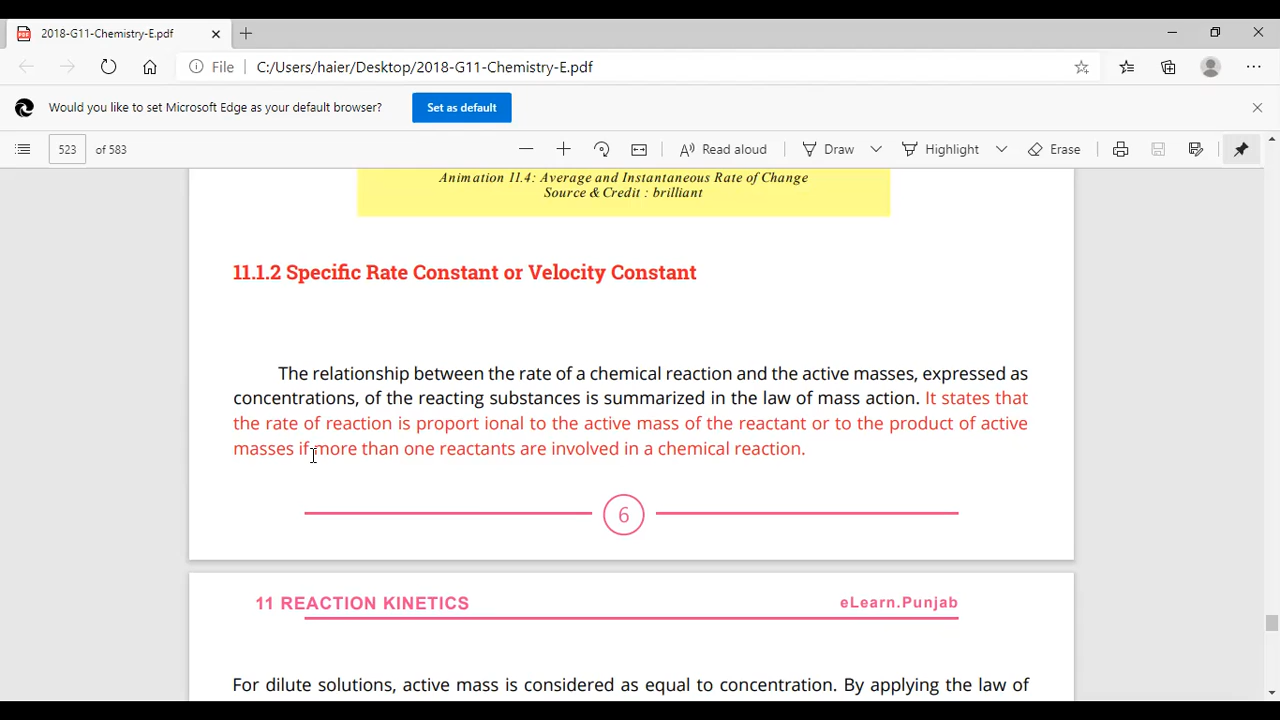 2018-G11-Chemistry-E.pdf
File C:/Users/haier/Desktop/2018-G11-Chemistry-E.pdf
Would you like to set Microsoft Edge as your default browser? Set as default
523 of 583 Read aloud Draw Highlight Erase
Animation 11.4: Average and Instantaneous Rate of Change
Source & Credit : brilliant
11.1.2 Specific Rate Constant or Velocity Constant
The relationship between the rate of a chemical reaction and the active masses, expressed as
concentrations, of the reacting substances is summarized in the law of mass action. It states that
the rate of reaction is proport ional to the active mass of the reactant or to the product of active
masses if more than one reactants are involved in a chemical reaction.
6
11 REACTION KINETICS eLearn.Punjab
For dilute solutions, active mass is considered as equal to concentration. By applying the law of